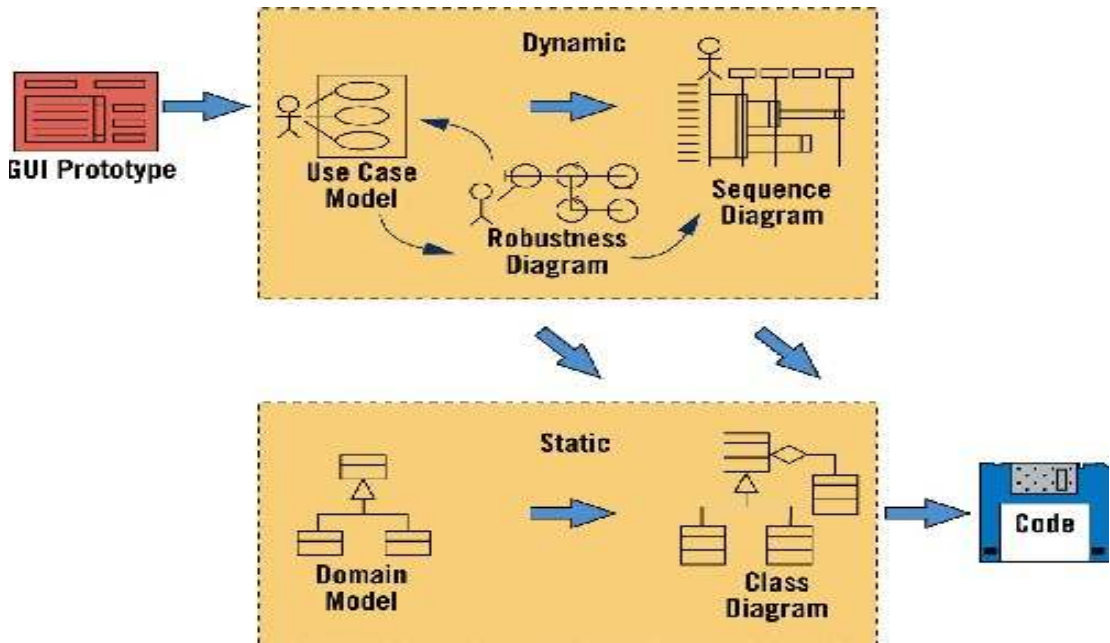 Dynamic
GUI Prototype
Use Case
Model
Robustness
Diagram
Sequence
Diagram
Static
Domain
Model
Class
Diagram
Code